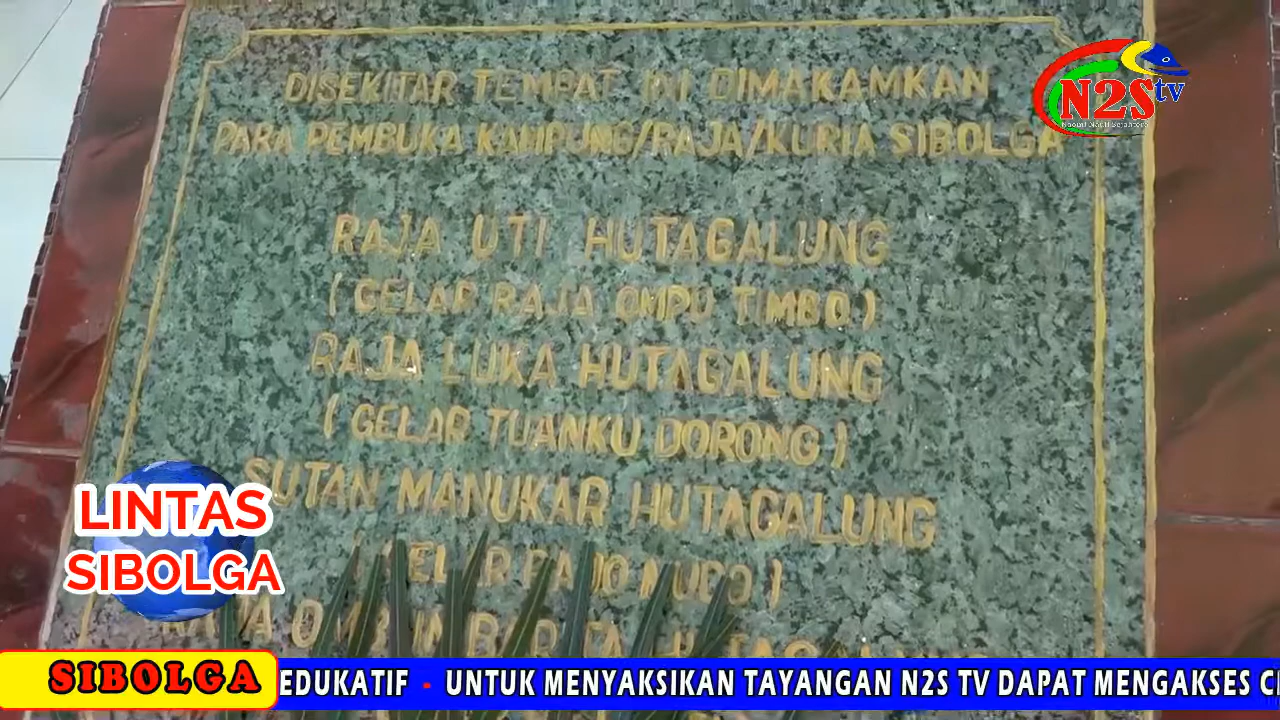 DISEKITAR TEMPAT INI DIMAKAMKAN
PARA PEMUKA KAMPUNG/RAJA/KURIA SIBOLGA
RAJA UTI HUTAGALUNG
( GELAR RAJA OMPU TIMBO )
RAJA LUKA HUTAGALUNG
( GELAR TUANKU DORONG )
SUTAN MANUKAR HUTAGALUNG
N2S tv
LINTAS
SIBOLGA
SIBOLGA
EDUKATIF - UNTUK MENYAKSIKAN TAYANGAN N2S TV DAPAT MENGAKSES